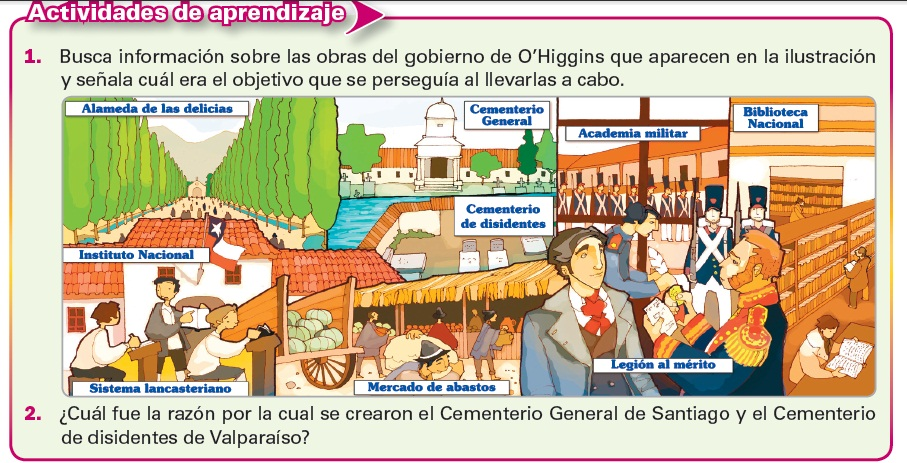 Actividades de aprendizaje
1. Busca información sobre las obras del gobierno de O’Higgins que aparecen en la ilustración
y señala cuál era el objetivo que se perseguía al llevarlas a cabo.
Alameda de las delicias
Cementerio
General
Academia militar
Biblioteca
Nacional
Cementerio
de disidentes
Instituto Nacional
Legión al mérito
Sistema lancasteriano
Mercado de abastos
2. ¿Cuál fue la razón por la cual se crearon el Cementerio General de Santiago y el Cementerio
de disidentes de Valparaíso?